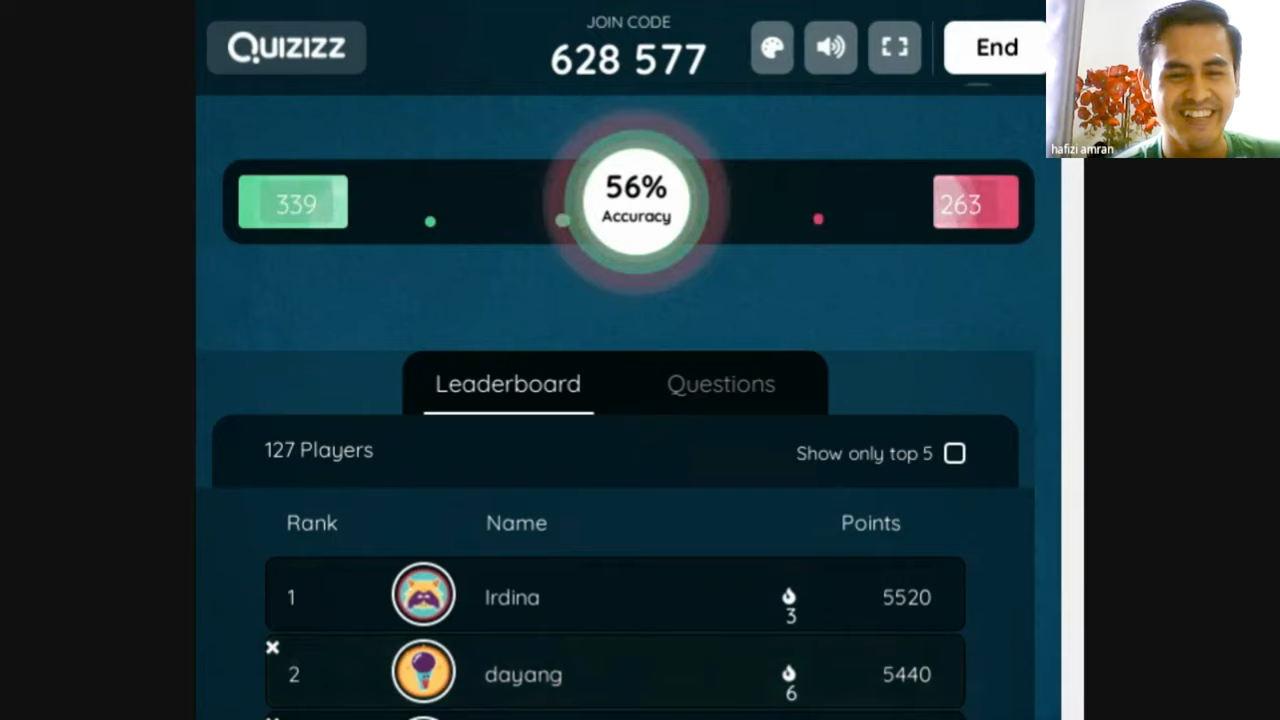 QUIZIZZ
JOIN CODE
628 577
End
hafizi amran
339
56%
Accuracy
263
Leaderboard
Questions
127 Players
Show only top 5
Rank
Name
Points
1
Irdina
3
5520
2
dayang
6
5440